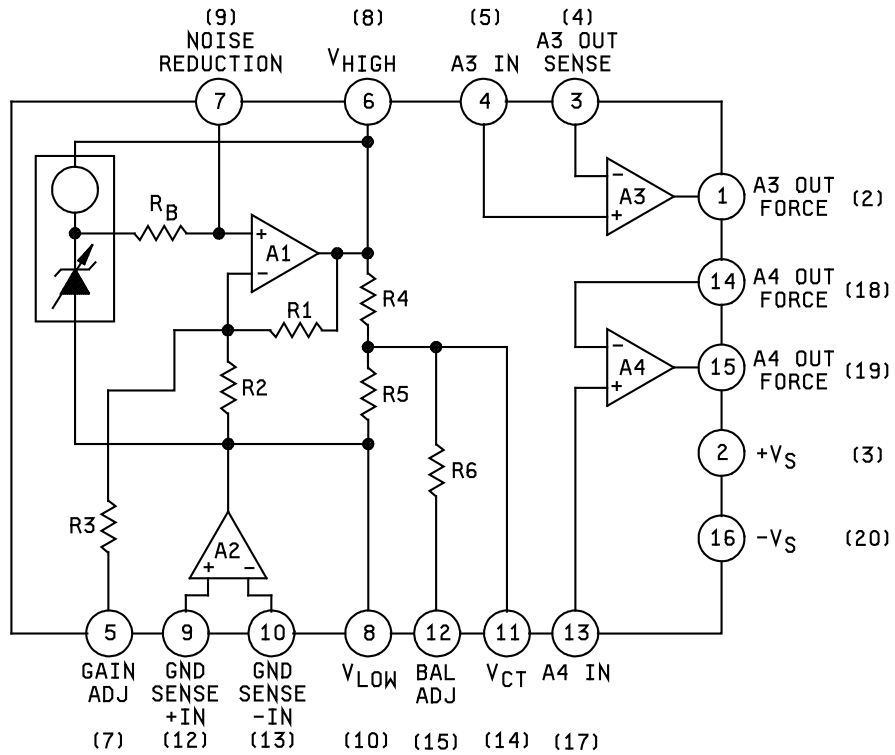 (9) (8) (5) (4)
NOISE REDUCTION
VHIGH
A3 IN
A3 OUT SENSE
7 6 4 3
RB
+
A1
−
−
A3
+
1
A3 OUT FORCE
(2)
14
A4 OUT FORCE
(18)
R1
R4
R2
R5
−
A4
+
15
A4 OUT FORCE
(19)
2
+VS
(3)
R6
R3
A2
+ −
16
−VS
(20)
5 9 10 8 12 11 13
GAIN ADJ
GND SENSE +IN
GND SENSE −IN
VLOW
BAL ADJ
VCT
A4 IN
(7) (12) (13) (10) (15) (14) (17)